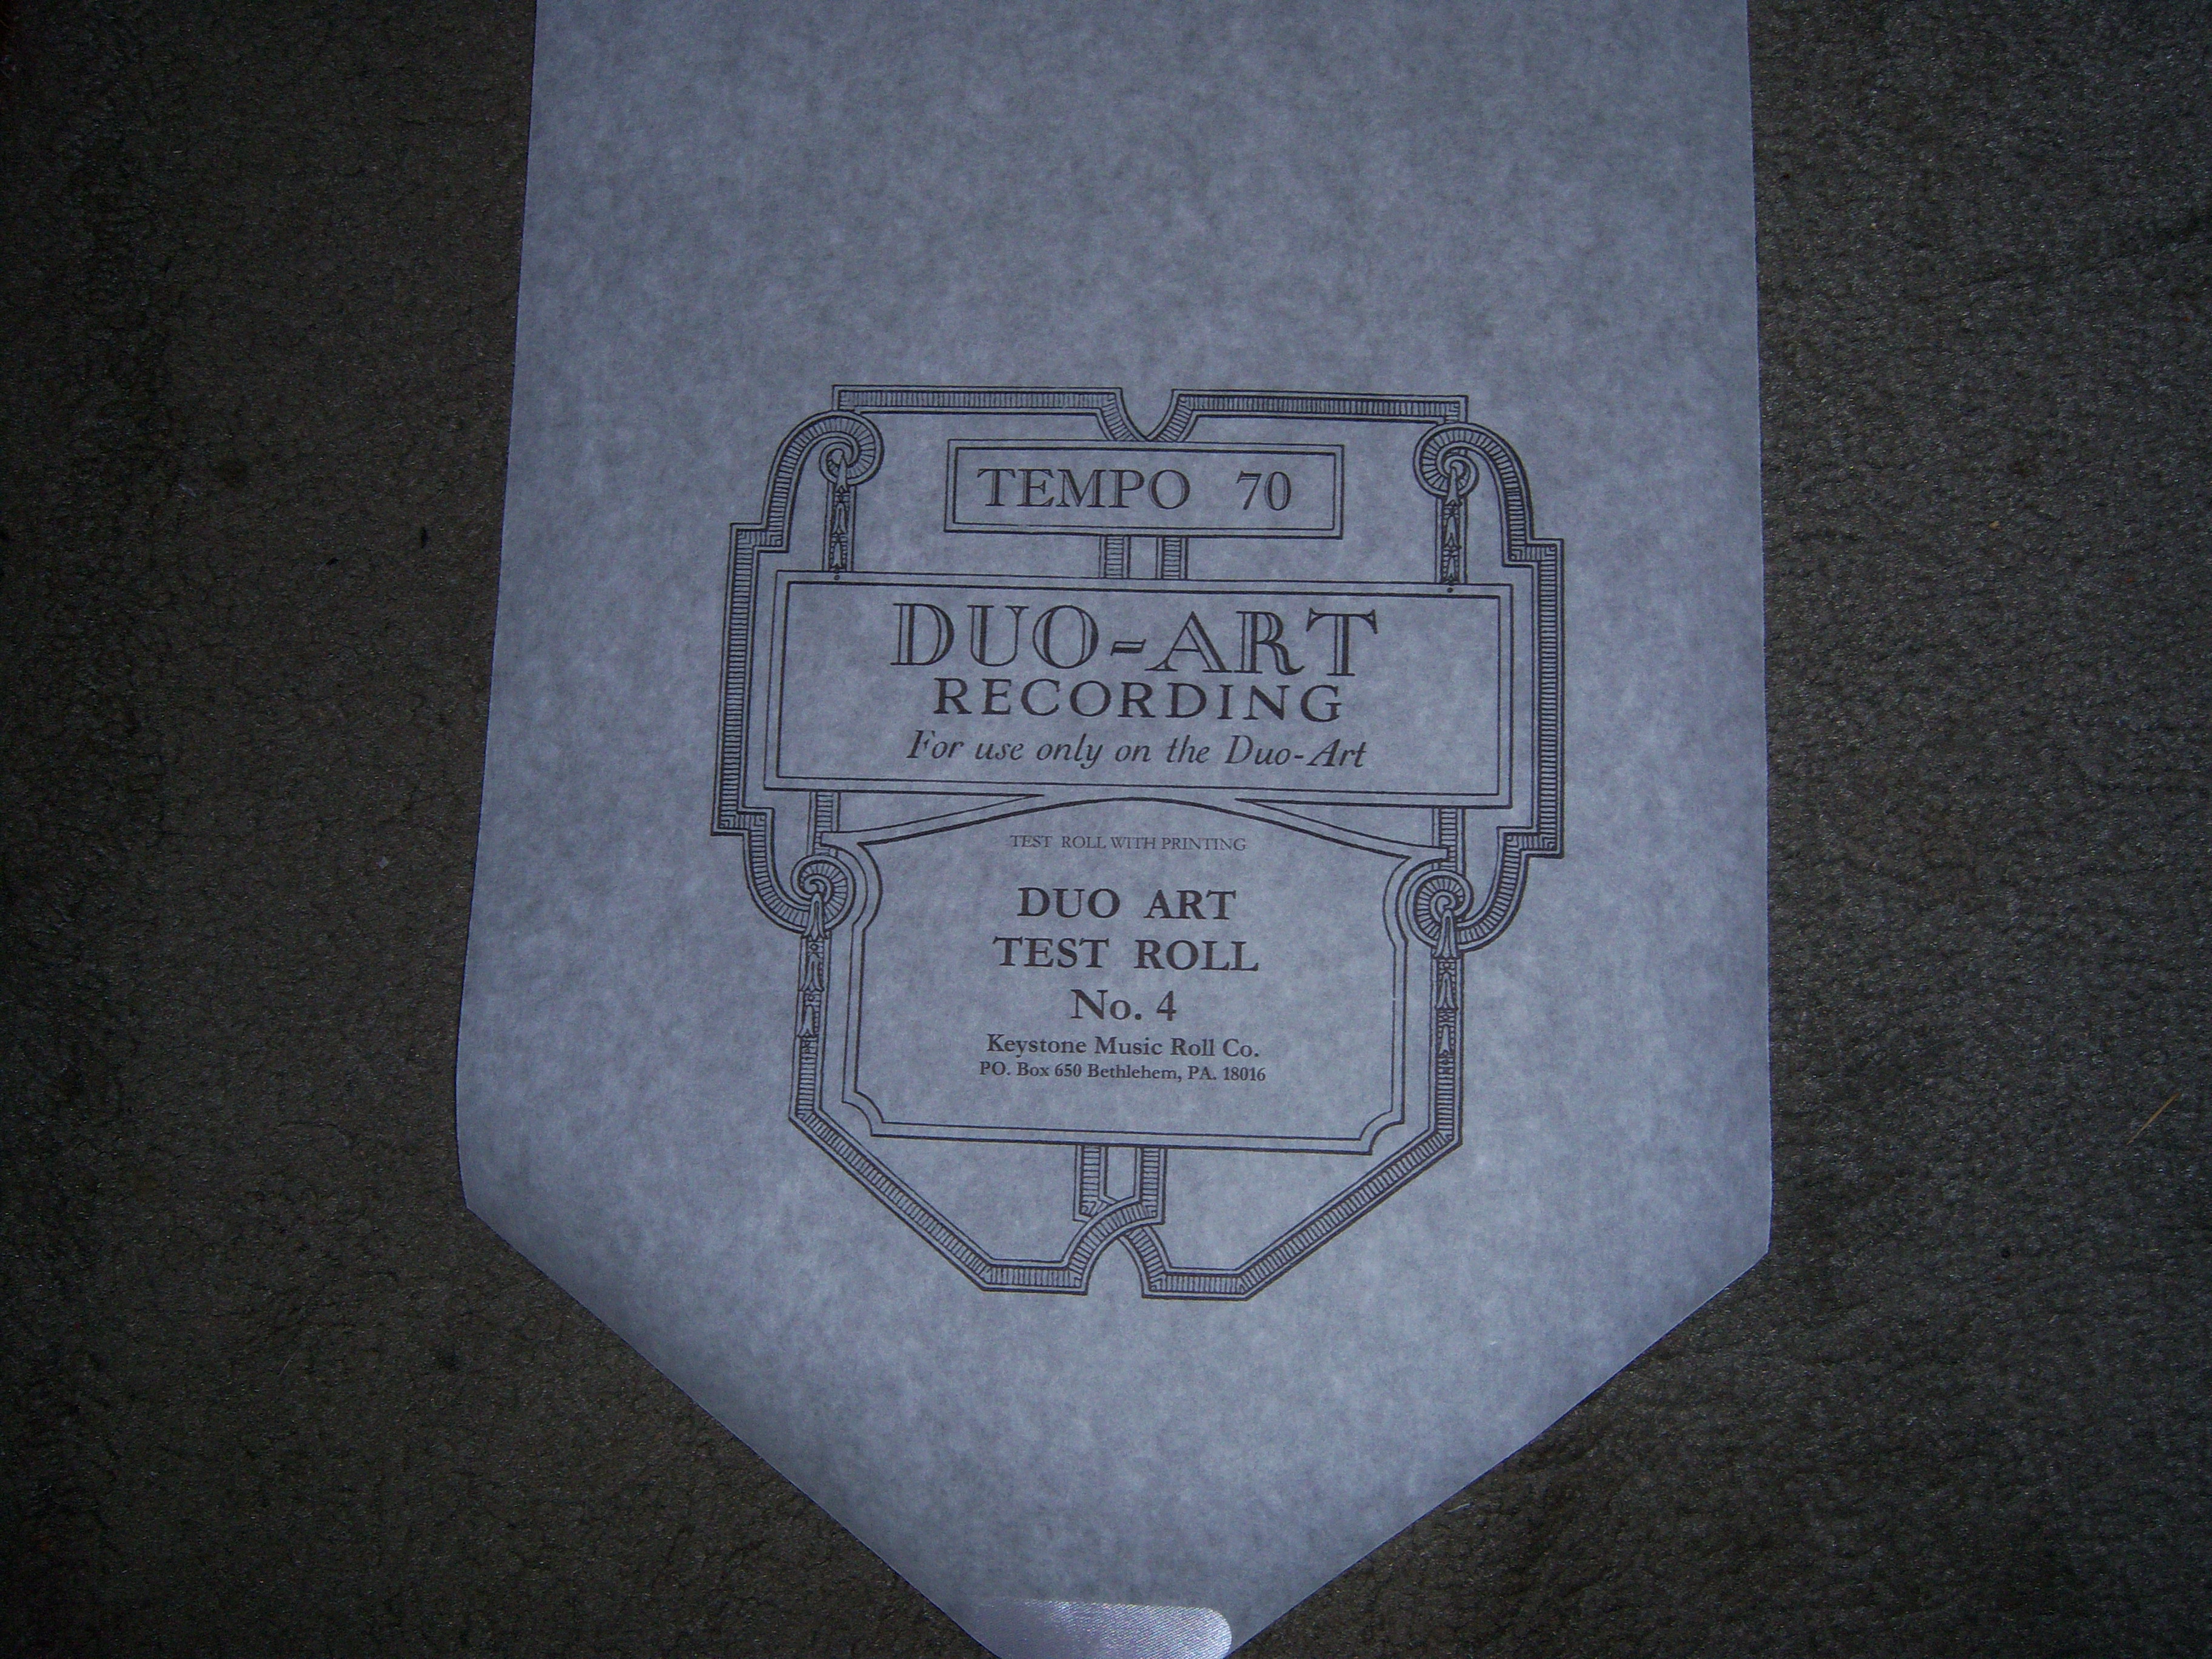 TEMPO 70
DUO-ART
RECORDING
For use only on the Duo-Art
TEST ROLL WITH PRINTING
DUO ART
TEST ROLL
No. 4
Keystone Music Roll Co.
PO. Box 650 Bethlehem, PA. 18016